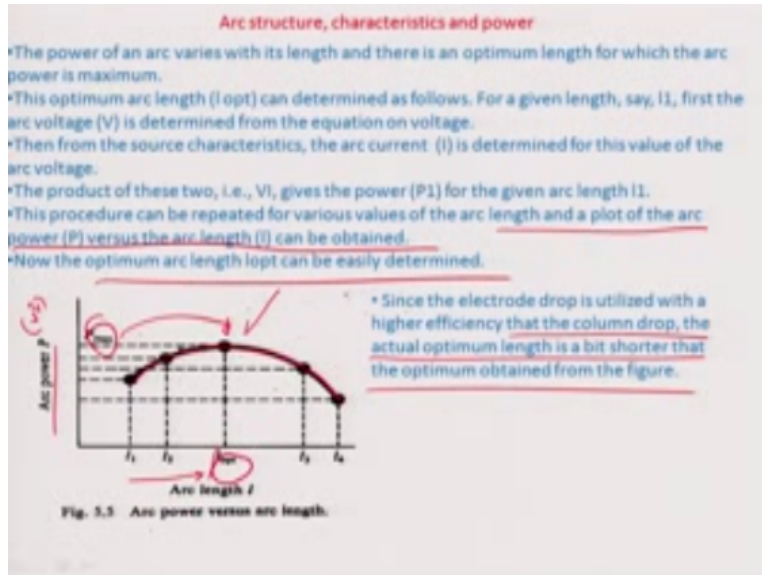 Arc structure, characteristics and power
•The power of an arc varies with its length and there is an optimum length for which the arc
power is maximum.
•This optimum arc length (l opt) can determined as follows. For a given length, say, l1, first the
arc voltage (V) is determined from the equation on voltage.
•Then from the source characteristics, the arc current (I) is determined for this value of the
arc voltage.
•The product of these two, i.e., VI, gives the power (P1) for the given arc length l1.
•This procedure can be repeated for various values of the arc length and a plot of the arc
power (P) versus the arc length (l) can be obtained.
•Now the optimum arc length lopt can be easily determined.
• Since the electrode drop is utilized with a
higher efficiency that the column drop, the
actual optimum length is a bit shorter that
the optimum obtained from the figure.
Arc power P
l1 l2 lopt l3 l4
Arc length l
Fig. 5.5 Arc power versus arc length.